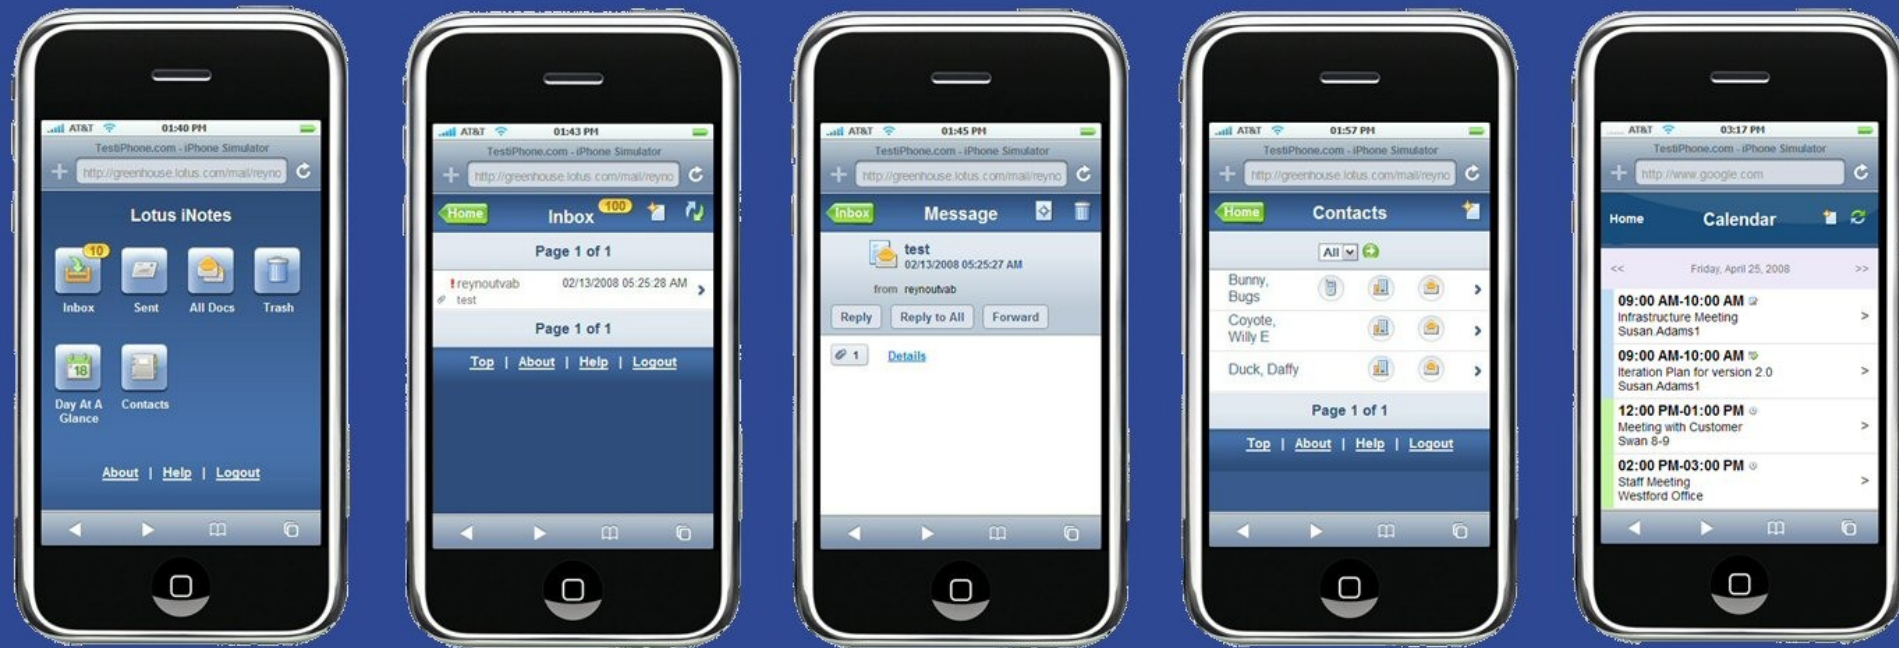 AT&T 01:40 PM
TestiPhone.com - iPhone Simulator
http://greenhouse.lotus.com/mail/reyno
Lotus iNotes
10
Inbox Sent All Docs Trash
18
Day At A Contacts
Glance
About | Help | Logout
AT&T 01:43 PM
TestiPhone.com - iPhone Simulator
http://greenhouse.lotus.com/mail/reyno
Home Inbox 100
Page 1 of 1
!reynoutvab 02/13/2008 05:25:28 AM >
test
Page 1 of 1
Top | About | Help | Logout
AT&T 01:45 PM
TestiPhone.com - iPhone Simulator
http://greenhouse.lotus.com/mail/reyno
Inbox Message
test
02/13/2008 05:25:27 AM
from reynoutvab
Reply Reply to All Forward
1 Details
AT&T 01:57 PM
TestiPhone.com - iPhone Simulator
http://greenhouse.lotus.com/mail/reyno
Home Contacts
All
Bunny,
Bugs >
Coyote,
Willy E >
Duck, Daffy >
Page 1 of 1
Top | About | Help | Logout
AT&T 03:17 PM
TestiPhone.com - iPhone Simulator
http://www.google.com
Home Calendar
<< Friday, April 25, 2008 >>
09:00 AM-10:00 AM
Infrastructure Meeting >
Susan Adams1
09:00 AM-10:00 AM
Iteration Plan for version 2.0 >
Susan Adams1
12:00 PM-01:00 PM
Meeting with Customer >
Swan 8-9
02:00 PM-03:00 PM
Staff Meeting >
Westford Office